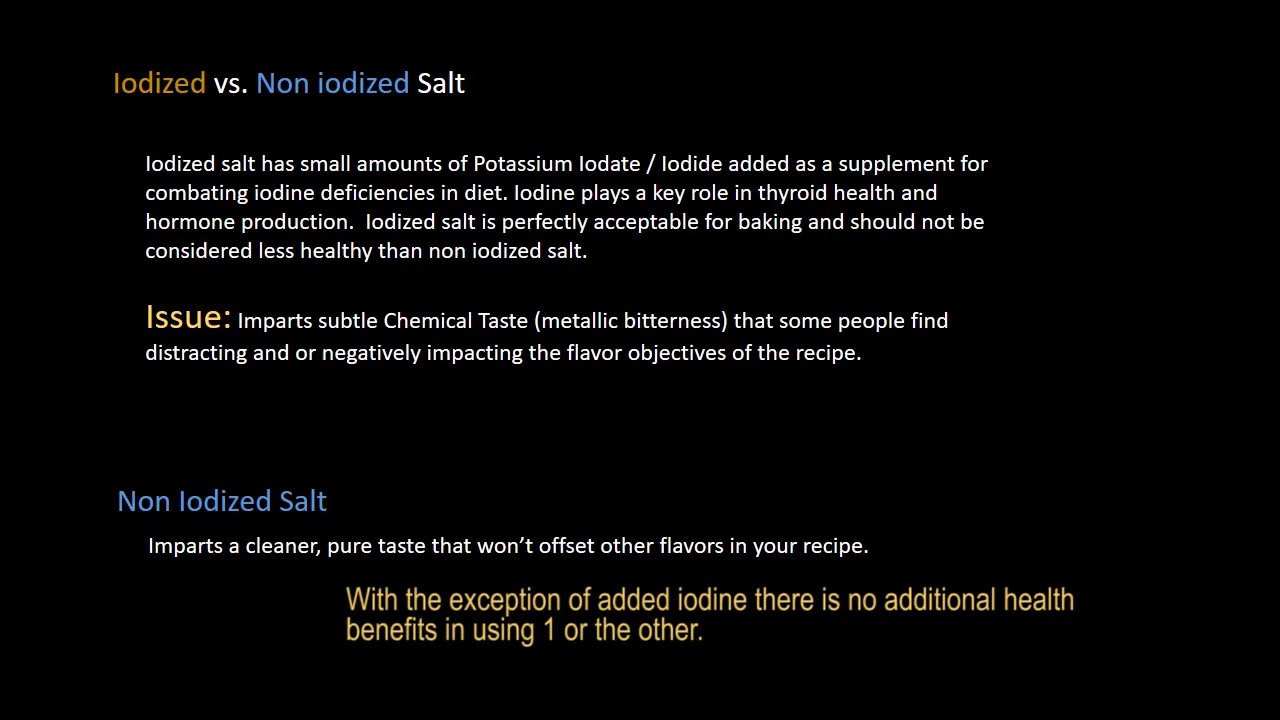 Iodized vs. Non iodized Salt
Iodized salt has small amounts of Potassium Iodate / Iodide added as a supplement for
combating iodine deficiencies in diet. Iodine plays a key role in thyroid health and
hormone production.  Iodized salt is perfectly acceptable for baking and should not be
considered less healthy than non iodized salt.
Issue: Imparts subtle Chemical Taste (metallic bitterness) that some people find
distracting and or negatively impacting the flavor objectives of the recipe.
Non Iodized Salt
Imparts a cleaner, pure taste that won’t offset other flavors in your recipe.
With the exception of added iodine there is no additional health
benefits in using 1 or the other.